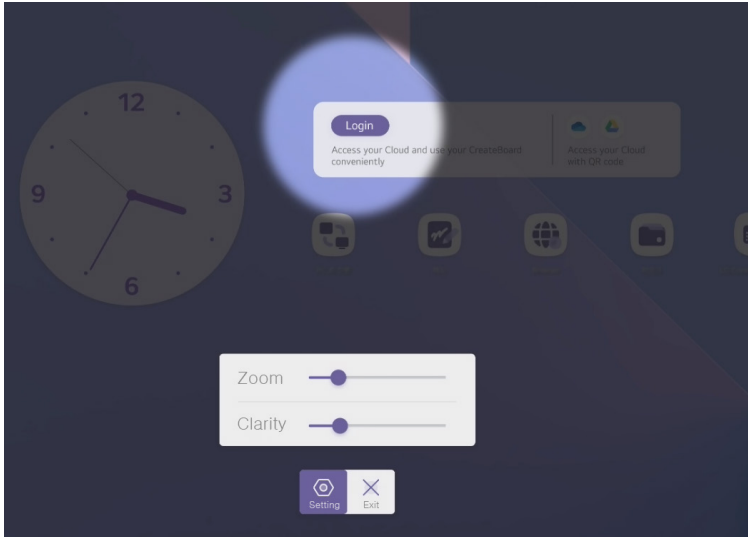 12
9
3
6
Login
Access your Cloud and use your CreateBoard
conveniently
Access your Cloud
with QR code
Zoom
Clarity
Setting
Exit